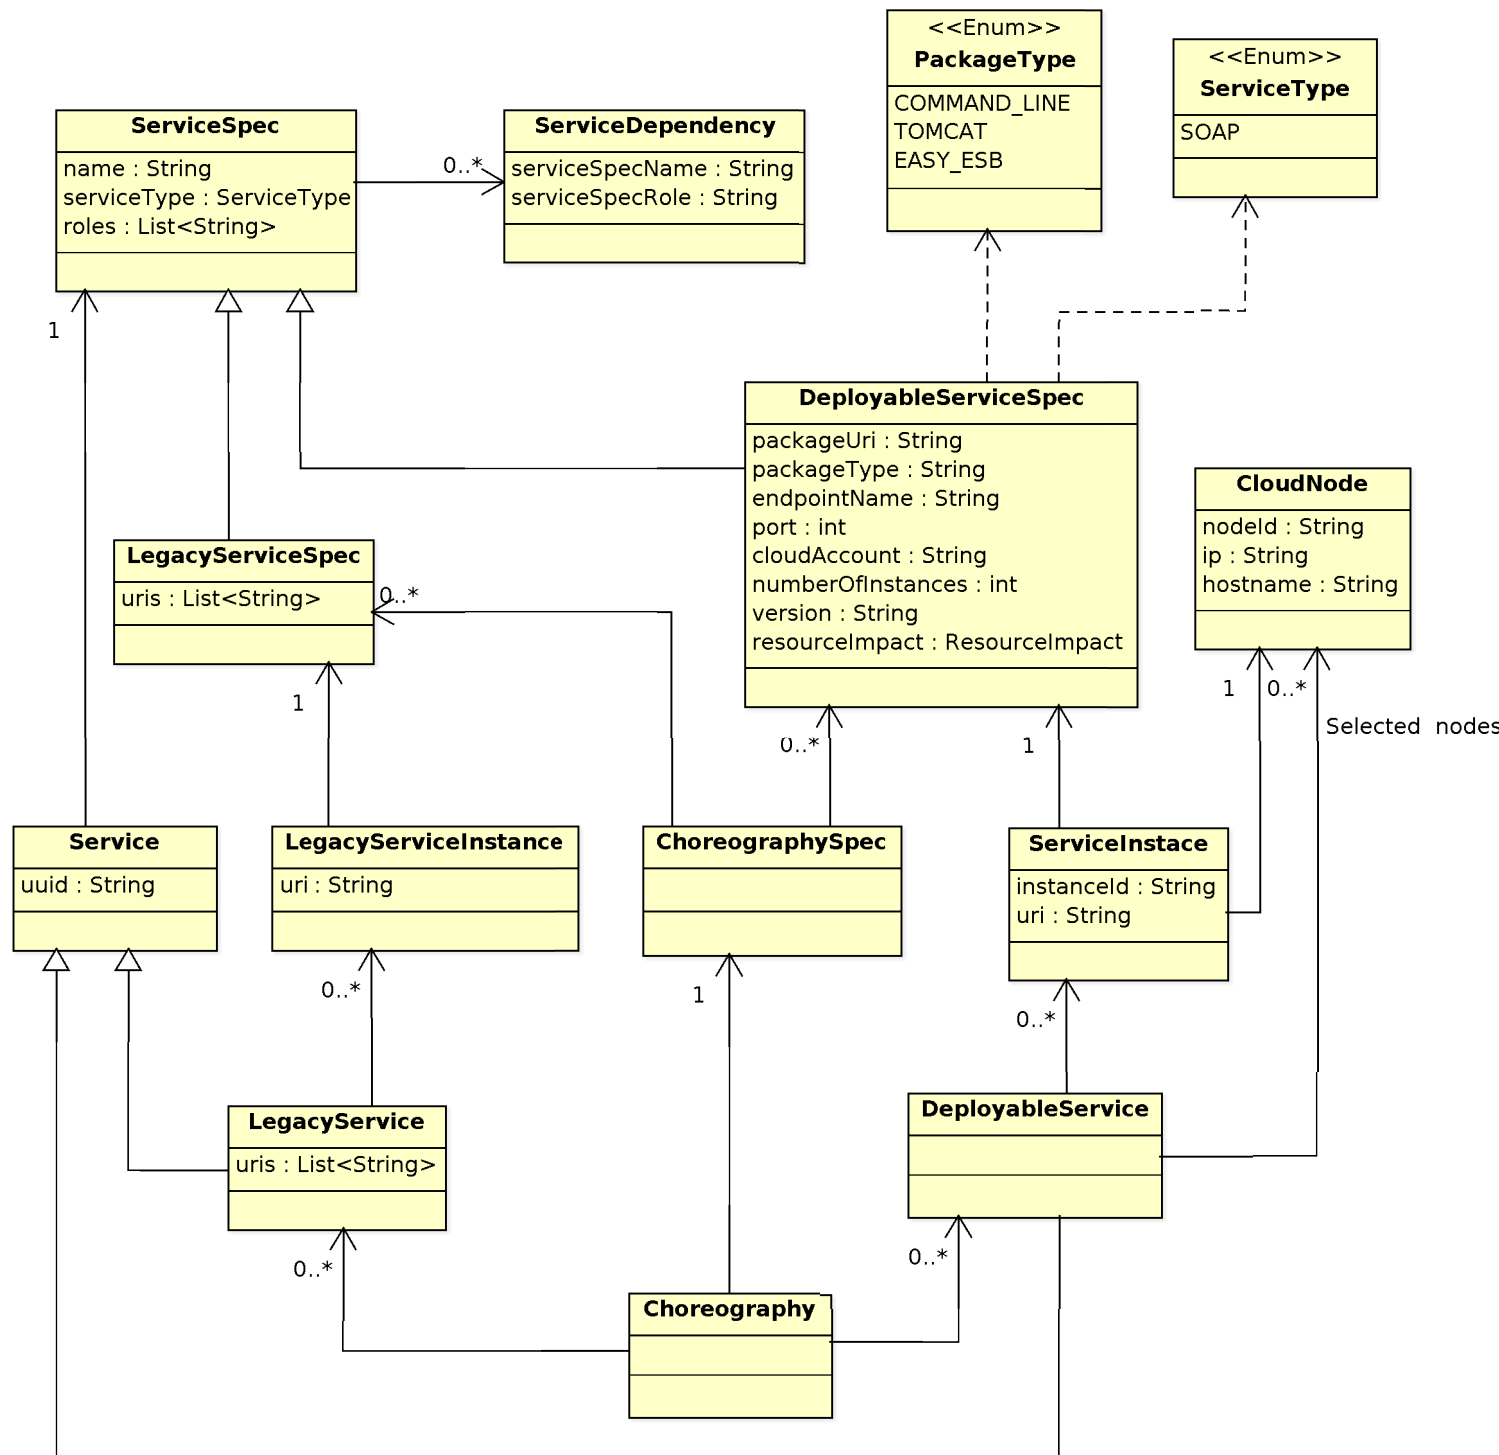 <<Enum>>
PackageType
COMMAND_LINE
TOMCAT
EASY_ESB
<<Enum>>
ServiceType
SOAP
ServiceSpec
name : String
serviceType : ServiceType
roles : List<String>
0..*
ServiceDependency
serviceSpecName : String
serviceSpecRole : String
1
DeployableServiceSpec
packageUri : String
packageType : String
endpointName : String
port : int
cloudAccount : String
numberOfInstances : int
version : String
resourceImpact : ResourceImpact
CloudNode
nodeId : String
ip : String
hostname : String
LegacyServiceSpec
uris : List<String>
0..*
1
0..*
1
1
0..*
Selected nodes
Service
uuid : String
LegacyServiceInstance
uri : String
ChoreographySpec
ServiceInstace
instanceId : String
uri : String
0..*
1
0..*
LegacyService
uris : List<String>
DeployableService
0..*
0..*
Choreography